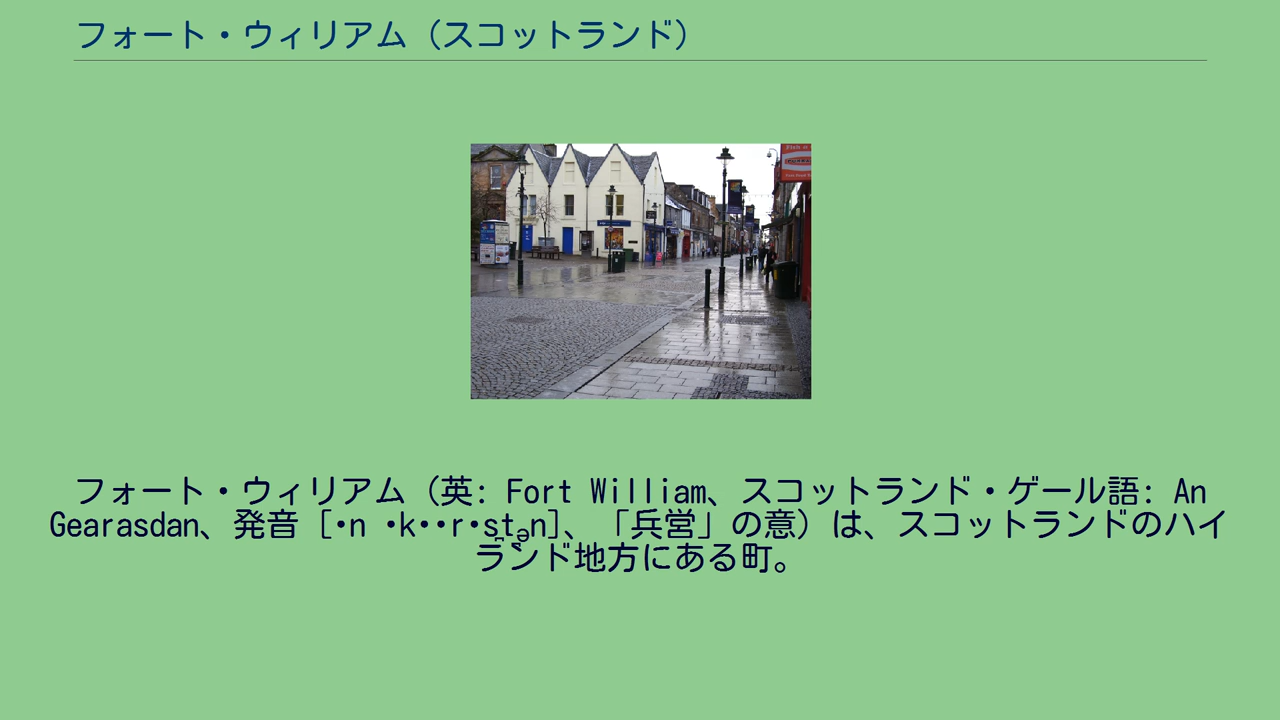 フォート・ウィリアム（スコットランド）
フォート・ウィリアム（英: Fort William、スコットランド・ゲール語: An
Gearasdan、発音［•n •k••r•s̪t̪ən］、「兵営」の意）は、スコットランドのハイ
ランド地方にある町。